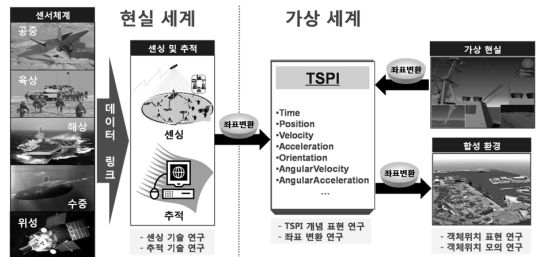 현실 세계
가상 세계
센서체계
공중
육상
해상
수중
위성
데이터 링크
센싱 및 추적
센싱
추적
- 센싱 기술 연구
- 추적 기술 연구
좌표변환
TSPI
•Time
•Position
•Velocity
•Acceleration
•Orientation
•AngularVelocity
•AngularAcceleration
...
- TSPI 개념 표현 연구
- 좌표 변환 연구
좌표변환
좌표변환
가상 현실
합성 환경
- 객체위치 표현 연구
- 객체위치 모의 연구